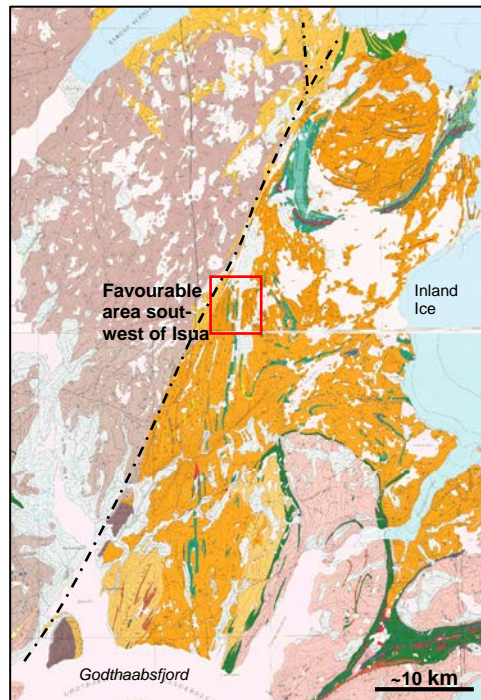 Favourable
area sout-
west of Isua
Inland
Ice
Godthaabsfjord
~10 km